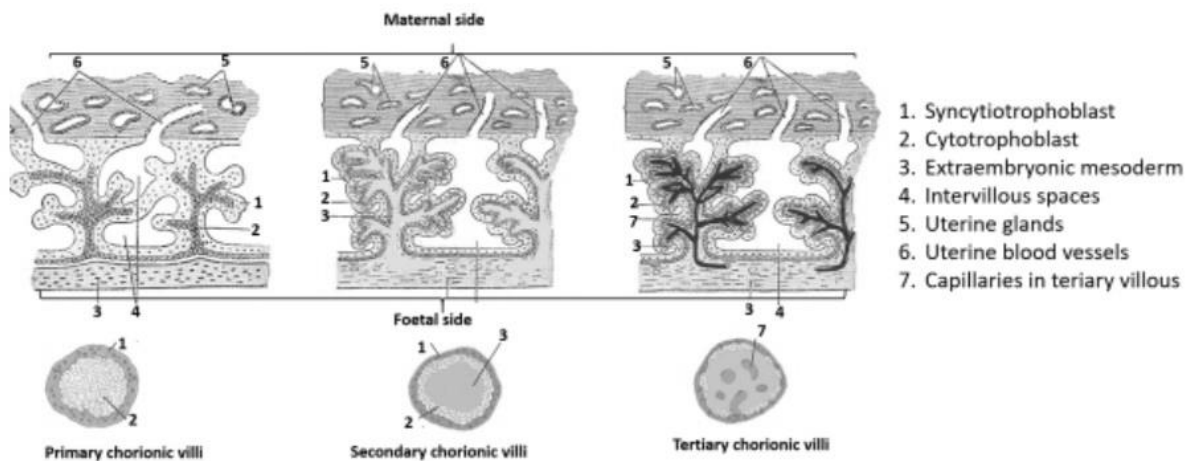 Maternal side
6 5 5 6 5 6
1. Syncytiotrophoblast
2. Cytotrophoblast
3. Extraembryonic mesoderm
4. Intervillous spaces
5. Uterine glands
6. Uterine blood vessels
7. Capillaries in teriary villous
1 1 1
2 2 2
3 7
3
3 4 3 4
Foetal side
1 1 3 7
2 2
Primary chorionic villi Secondary chorionic villi Tertiary chorionic villi